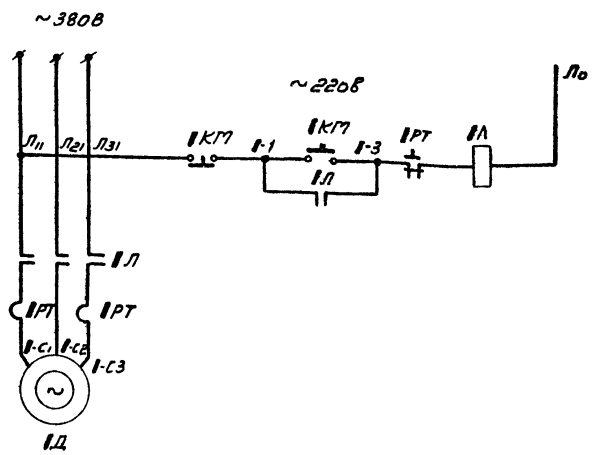 ~380В
~220В
Л0
Л11
Л21
Л31
1КМ
1-1
1КМ
1-3
1РТ
1Л
1Л
1Л
1РТ
1РТ
1-С1
1-С2
1-С3
~
1Д